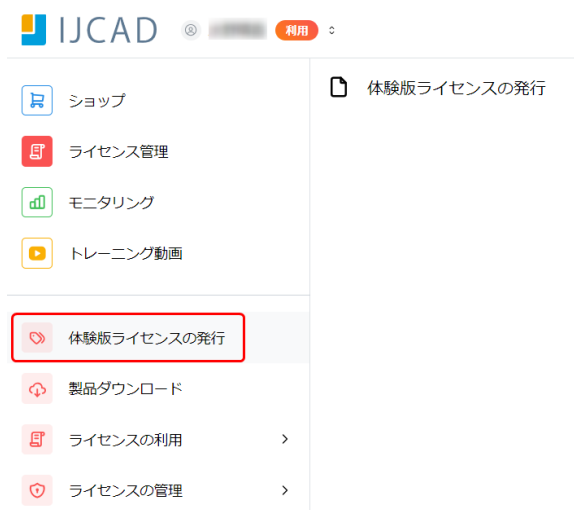 IJCAD
利用
ショップ
ライセンス管理
モニタリング
トレーニング動画
体験版ライセンスの発行
製品ダウンロード
ライセンスの利用
ライセンスの管理
体験版ライセンスの発行